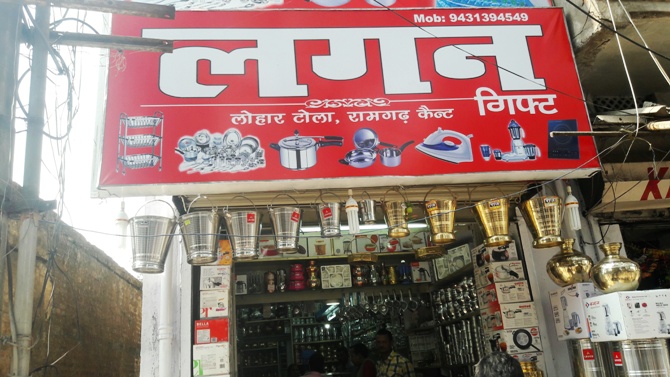 Mob: 9431394549
लगन
गिफ्ट
लोहार टोला, रामगढ़ कैन्ट